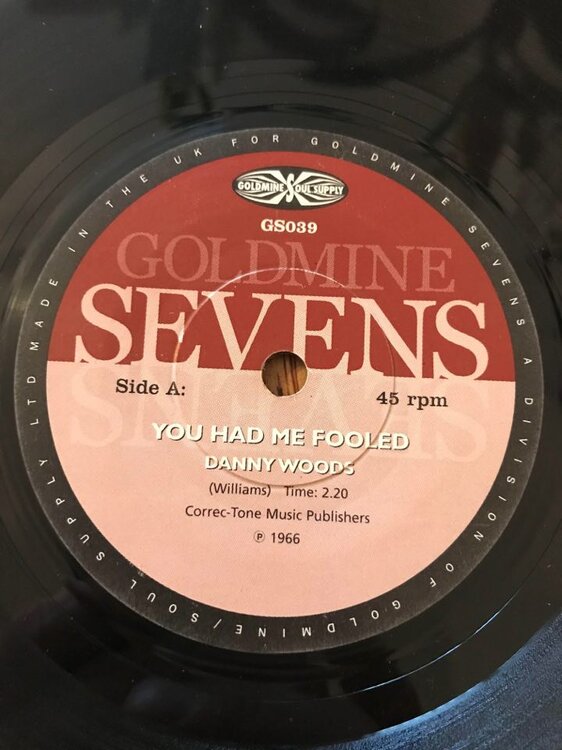 MADE IN THE UK FOR GOLDMINE SEVENS A DIVISION OF GOLDMINE/SOUL SUPPLY LTD
GOLDMINE SOUL SUPPLY
GS039
GOLDMINE
SEVENS
SEVENS
Side A:
45 rpm
YOU HAD ME FOOLED
DANNY WOODS
(Williams) Time: 2.20
Correc-Tone Music Publishers
℗ 1966